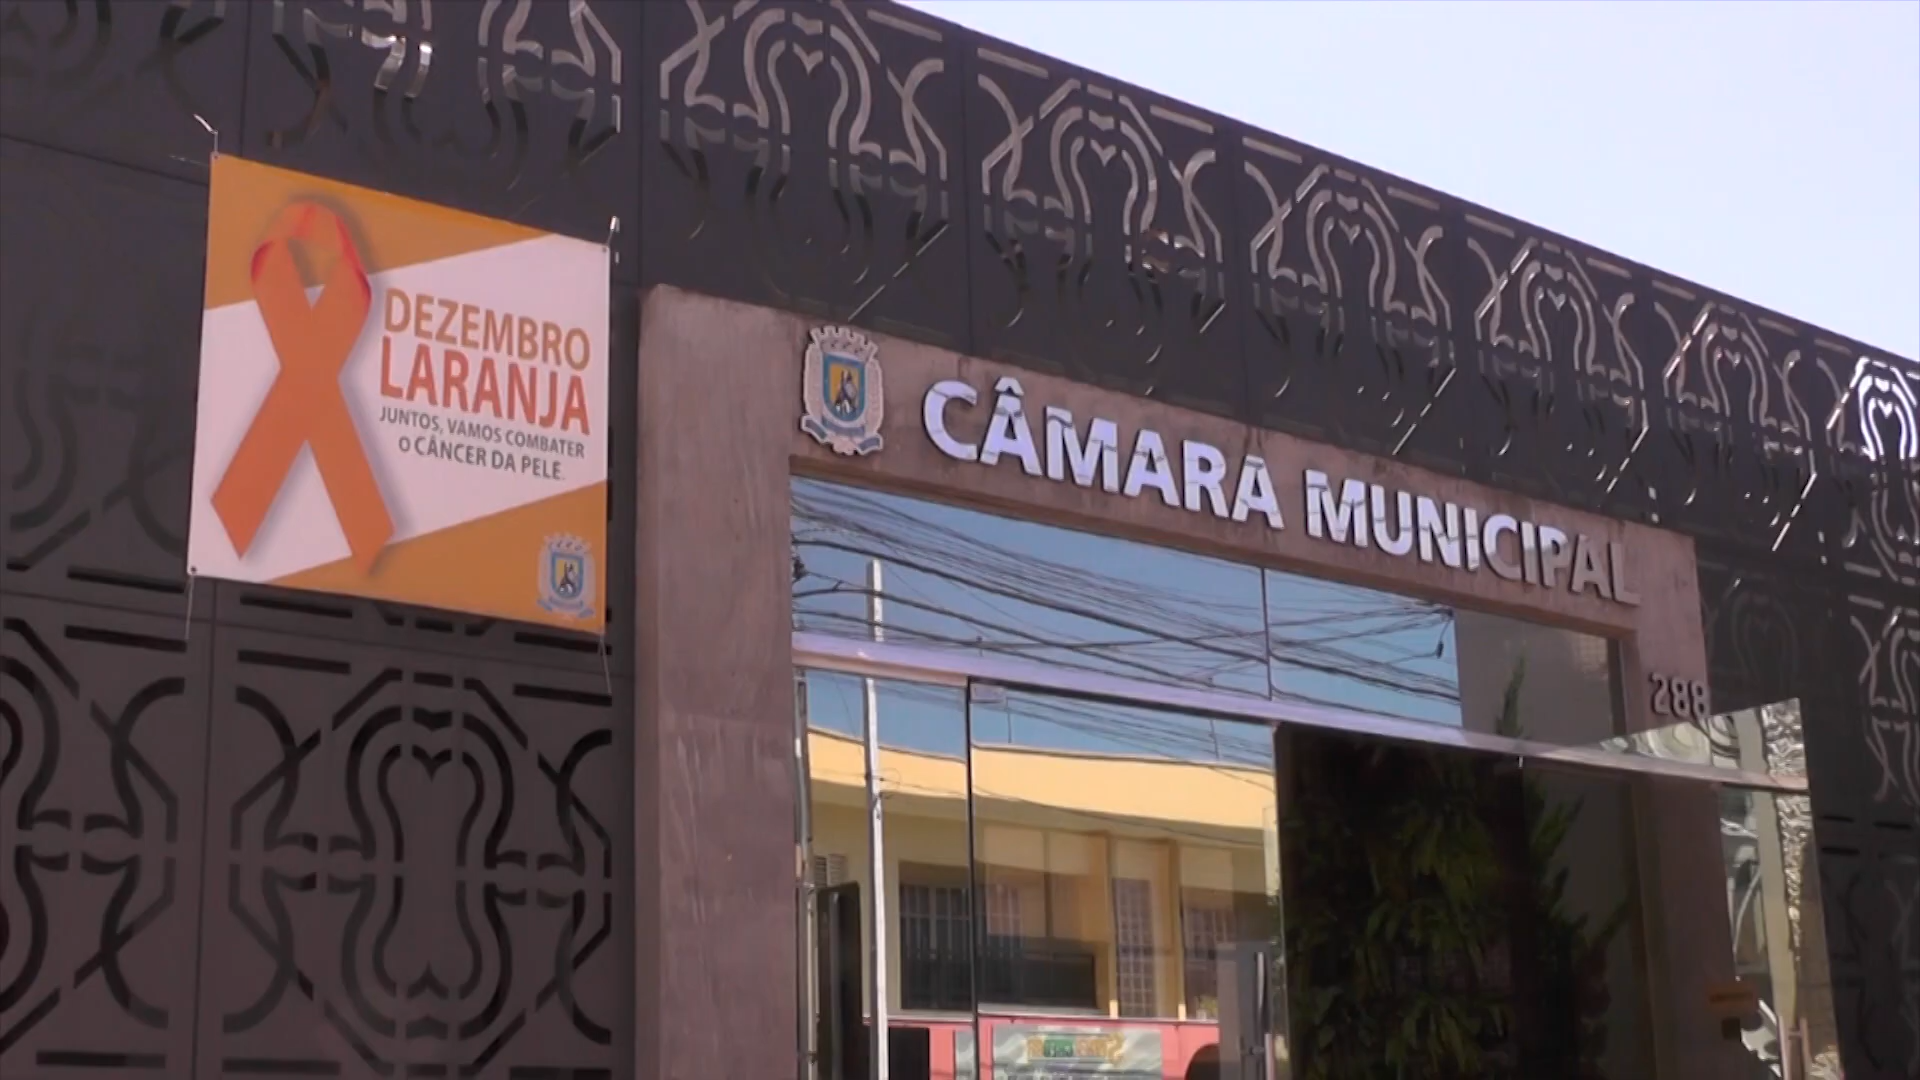 DEZEMBRO
LARANJA
JUNTOS, VAMOS COMBATER
O CÂNCER DA PELE.
CÂMARA MUNICIPAL
288